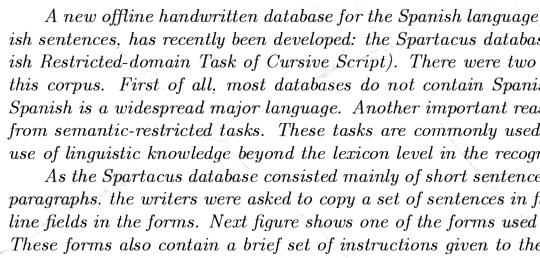 A new offline handwritten database for the Spanish language
ish sentences, has recently been developed: the Spartacus databas
ish Restricted-domain Task of Cursive Script). There were two
this corpus. First of all, most databases do not contain Spani
Spanish is a widespread major language. Another important rea
from semantic-restricted tasks. These tasks are commonly used
use of linguistic knowledge beyond the lexicon level in the recogn
As the Spartacus database consisted mainly of short sentence
paragraphs, the writers were asked to copy a set of sentences in f
line fields in the forms. Next figure shows one of the forms used
These forms also contain a brief set of instructions given to the